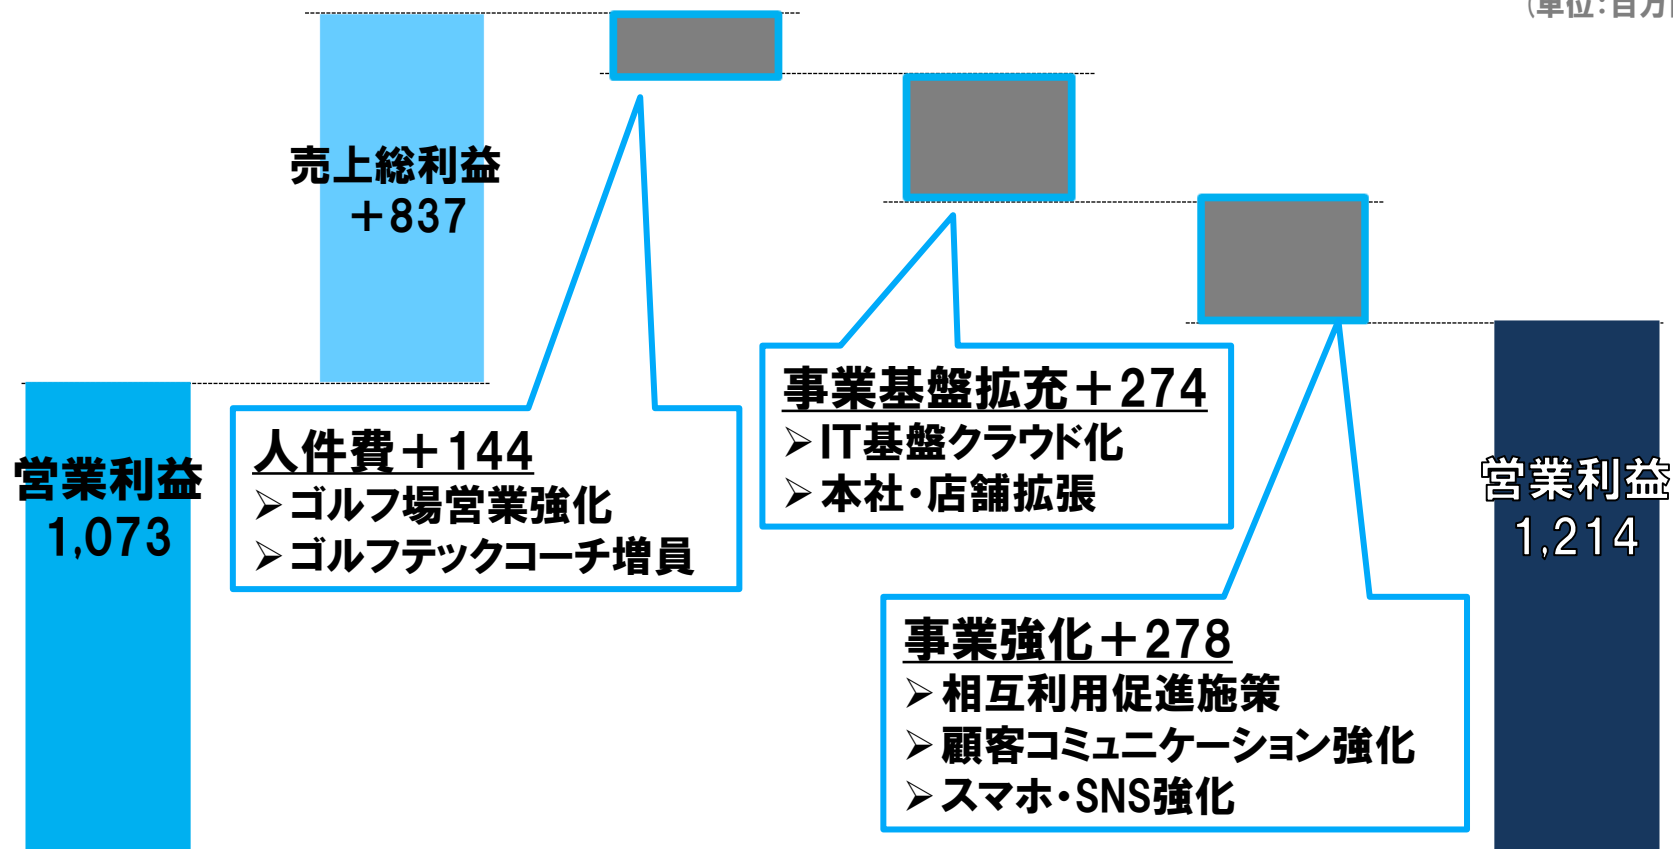 (単位：百万
売上総利益
＋837
営業利益
1,073
人件費＋144
➢ゴルフ場営業強化
➢ゴルフテックコーチ増員
事業基盤拡充＋274
➢IT基盤クラウド化
➢本社・店舗拡張
事業強化＋278
➢相互利用促進施策
➢顧客コミュニケーション強化
➢スマホ・SNS強化
営業利益
1,214